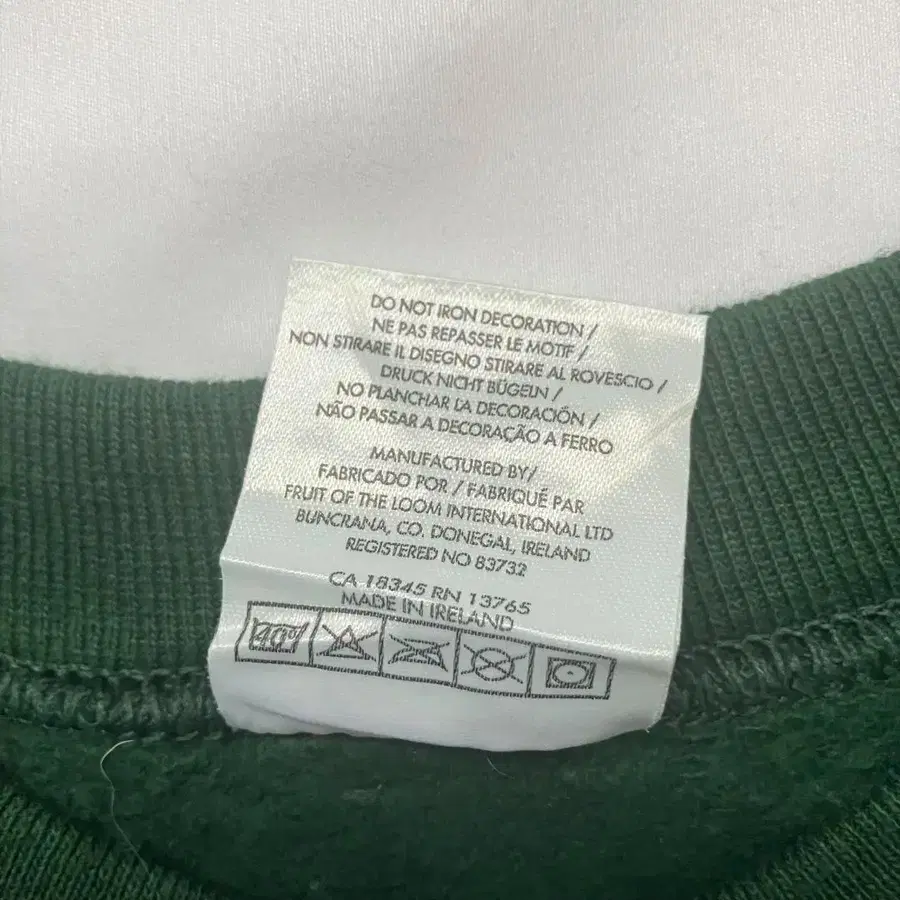 DO NOT IRON DECORATION /
NE PAS REPASSER LE MOTIF /
NON STIRARE IL DISEGNO STIRARE AL ROVESCIO /
DRUCK NICHT BÜGELN /
NO PLANCHAR LA DECORACIÓN /
NÃO PASSAR A DECORAÇÃO A FERRO
MANUFACTURED BY/
FABRICADO POR / FABRIQUÉ PAR
FRUIT OF THE LOOM INTERNATIONAL LTD
BUNCRANA, CO. DONEGAL, IRELAND
REGISTERED NO 83732
CA 18345 RN 13765
MADE IN IRELAND
40°